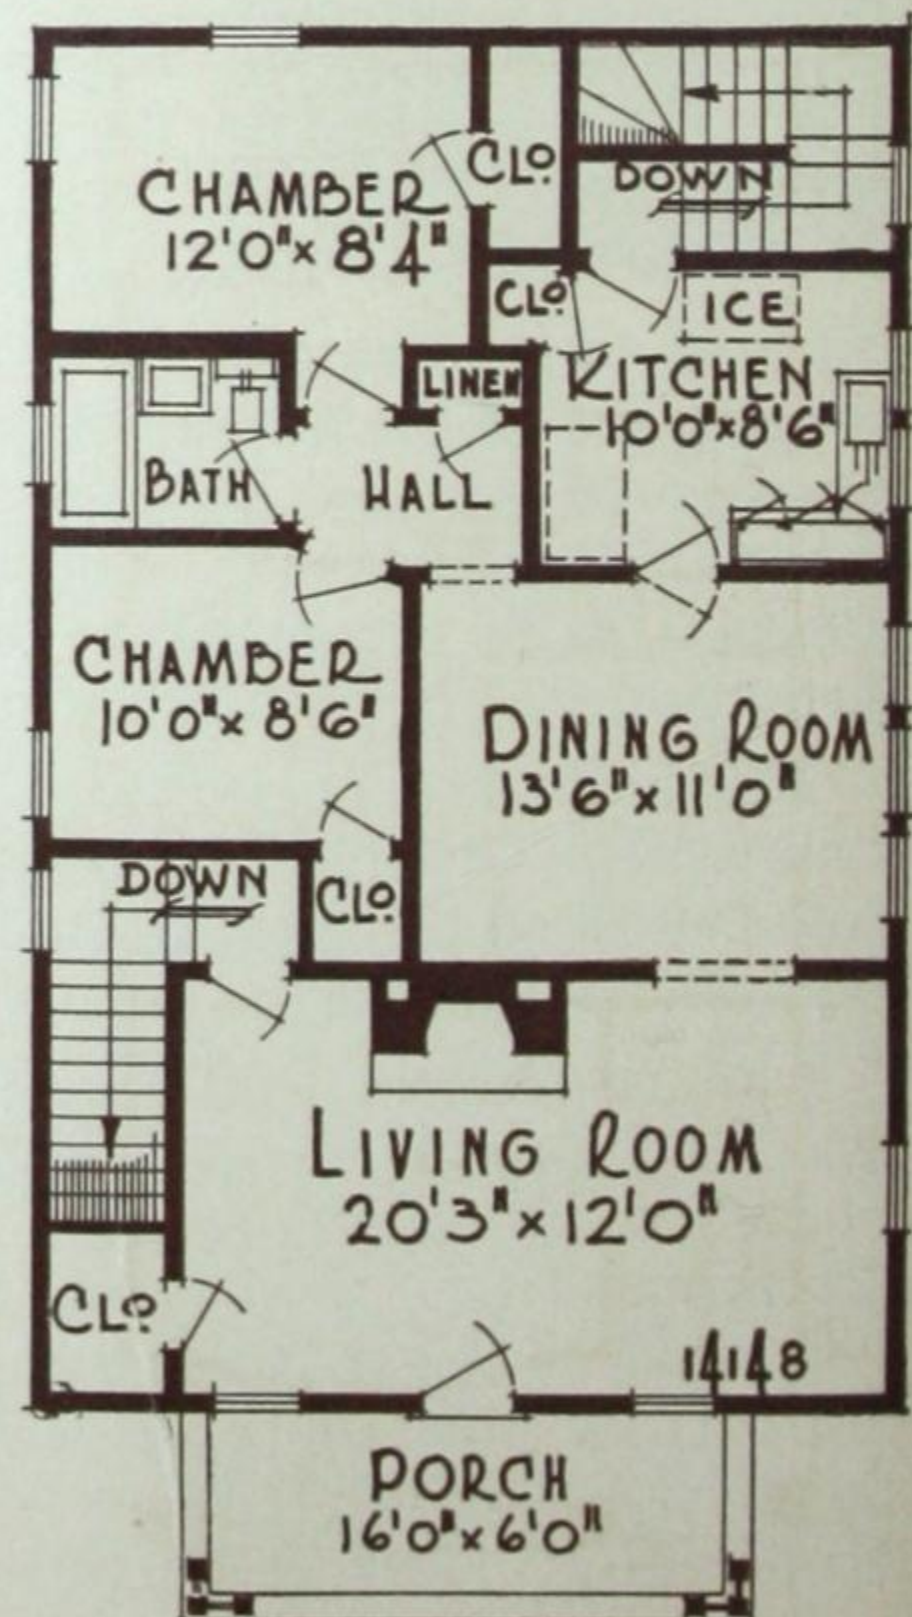 CLO.
CHAMBER
12'0" x 8'4"
DOWN
CLO.
ICE
LINEN
KITCHEN
10'0" x 8'6"
BATH
HALL
CHAMBER
10'0" x 8'6"
DINING ROOM
13'6" x 11'0"
DOWN
CLO.
LIVING ROOM
20'3" x 12'0"
CLO.
14148
PORCH
16'0" x 6'0"